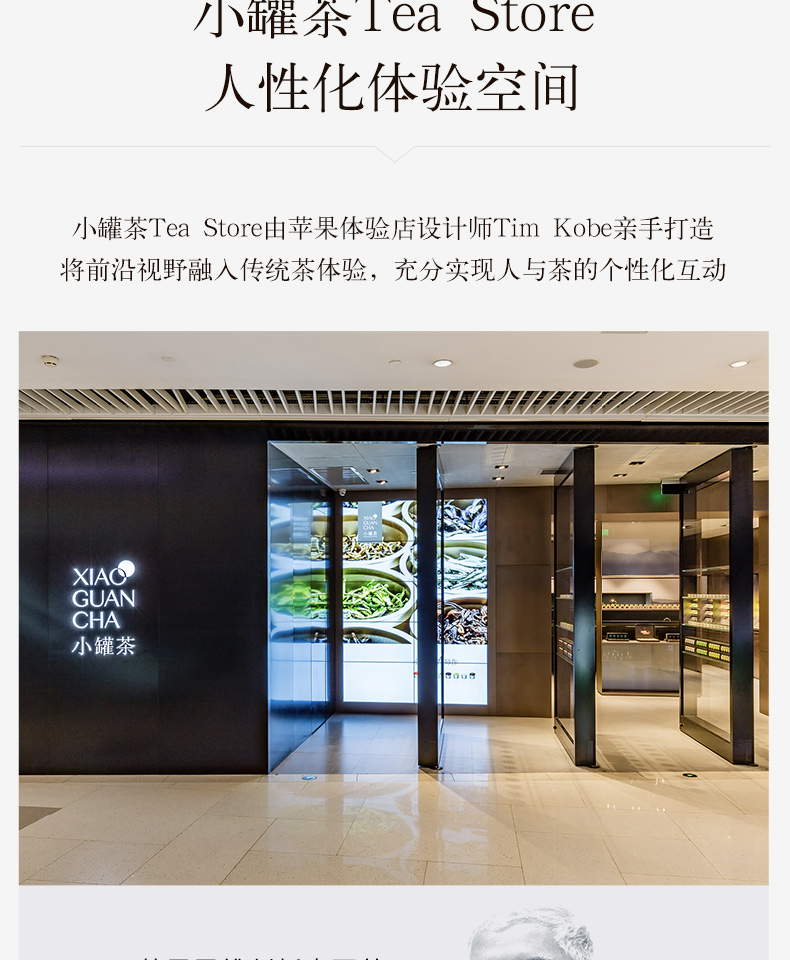 小罐茶Tea Store
人性化体验空间
小罐茶Tea Store由苹果体验店设计师Tim Kobe亲手打造
将前沿视野融入传统茶体验，充分实现人与茶的个性化互动
XIAO
GUAN
CHA
小罐茶
XIAO
GUAN
CHA
小罐茶